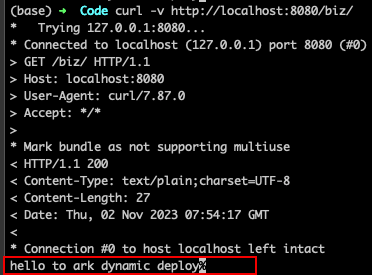 (base) → Code curl -v http://localhost:8080/biz/
* Trying 127.0.0.1:8080...
* Connected to localhost (127.0.0.1) port 8080 (#0)
> GET /biz/ HTTP/1.1
> Host: localhost:8080
> User-Agent: curl/7.87.0
> Accept: */*
>
* Mark bundle as not supporting multiuse
< HTTP/1.1 200
< Content-Type: text/plain;charset=UTF-8
< Content-Length: 27
< Date: Thu, 02 Nov 2023 07:54:17 GMT
<
* Connection #0 to host localhost left intact
hello to ark dynamic deploy%